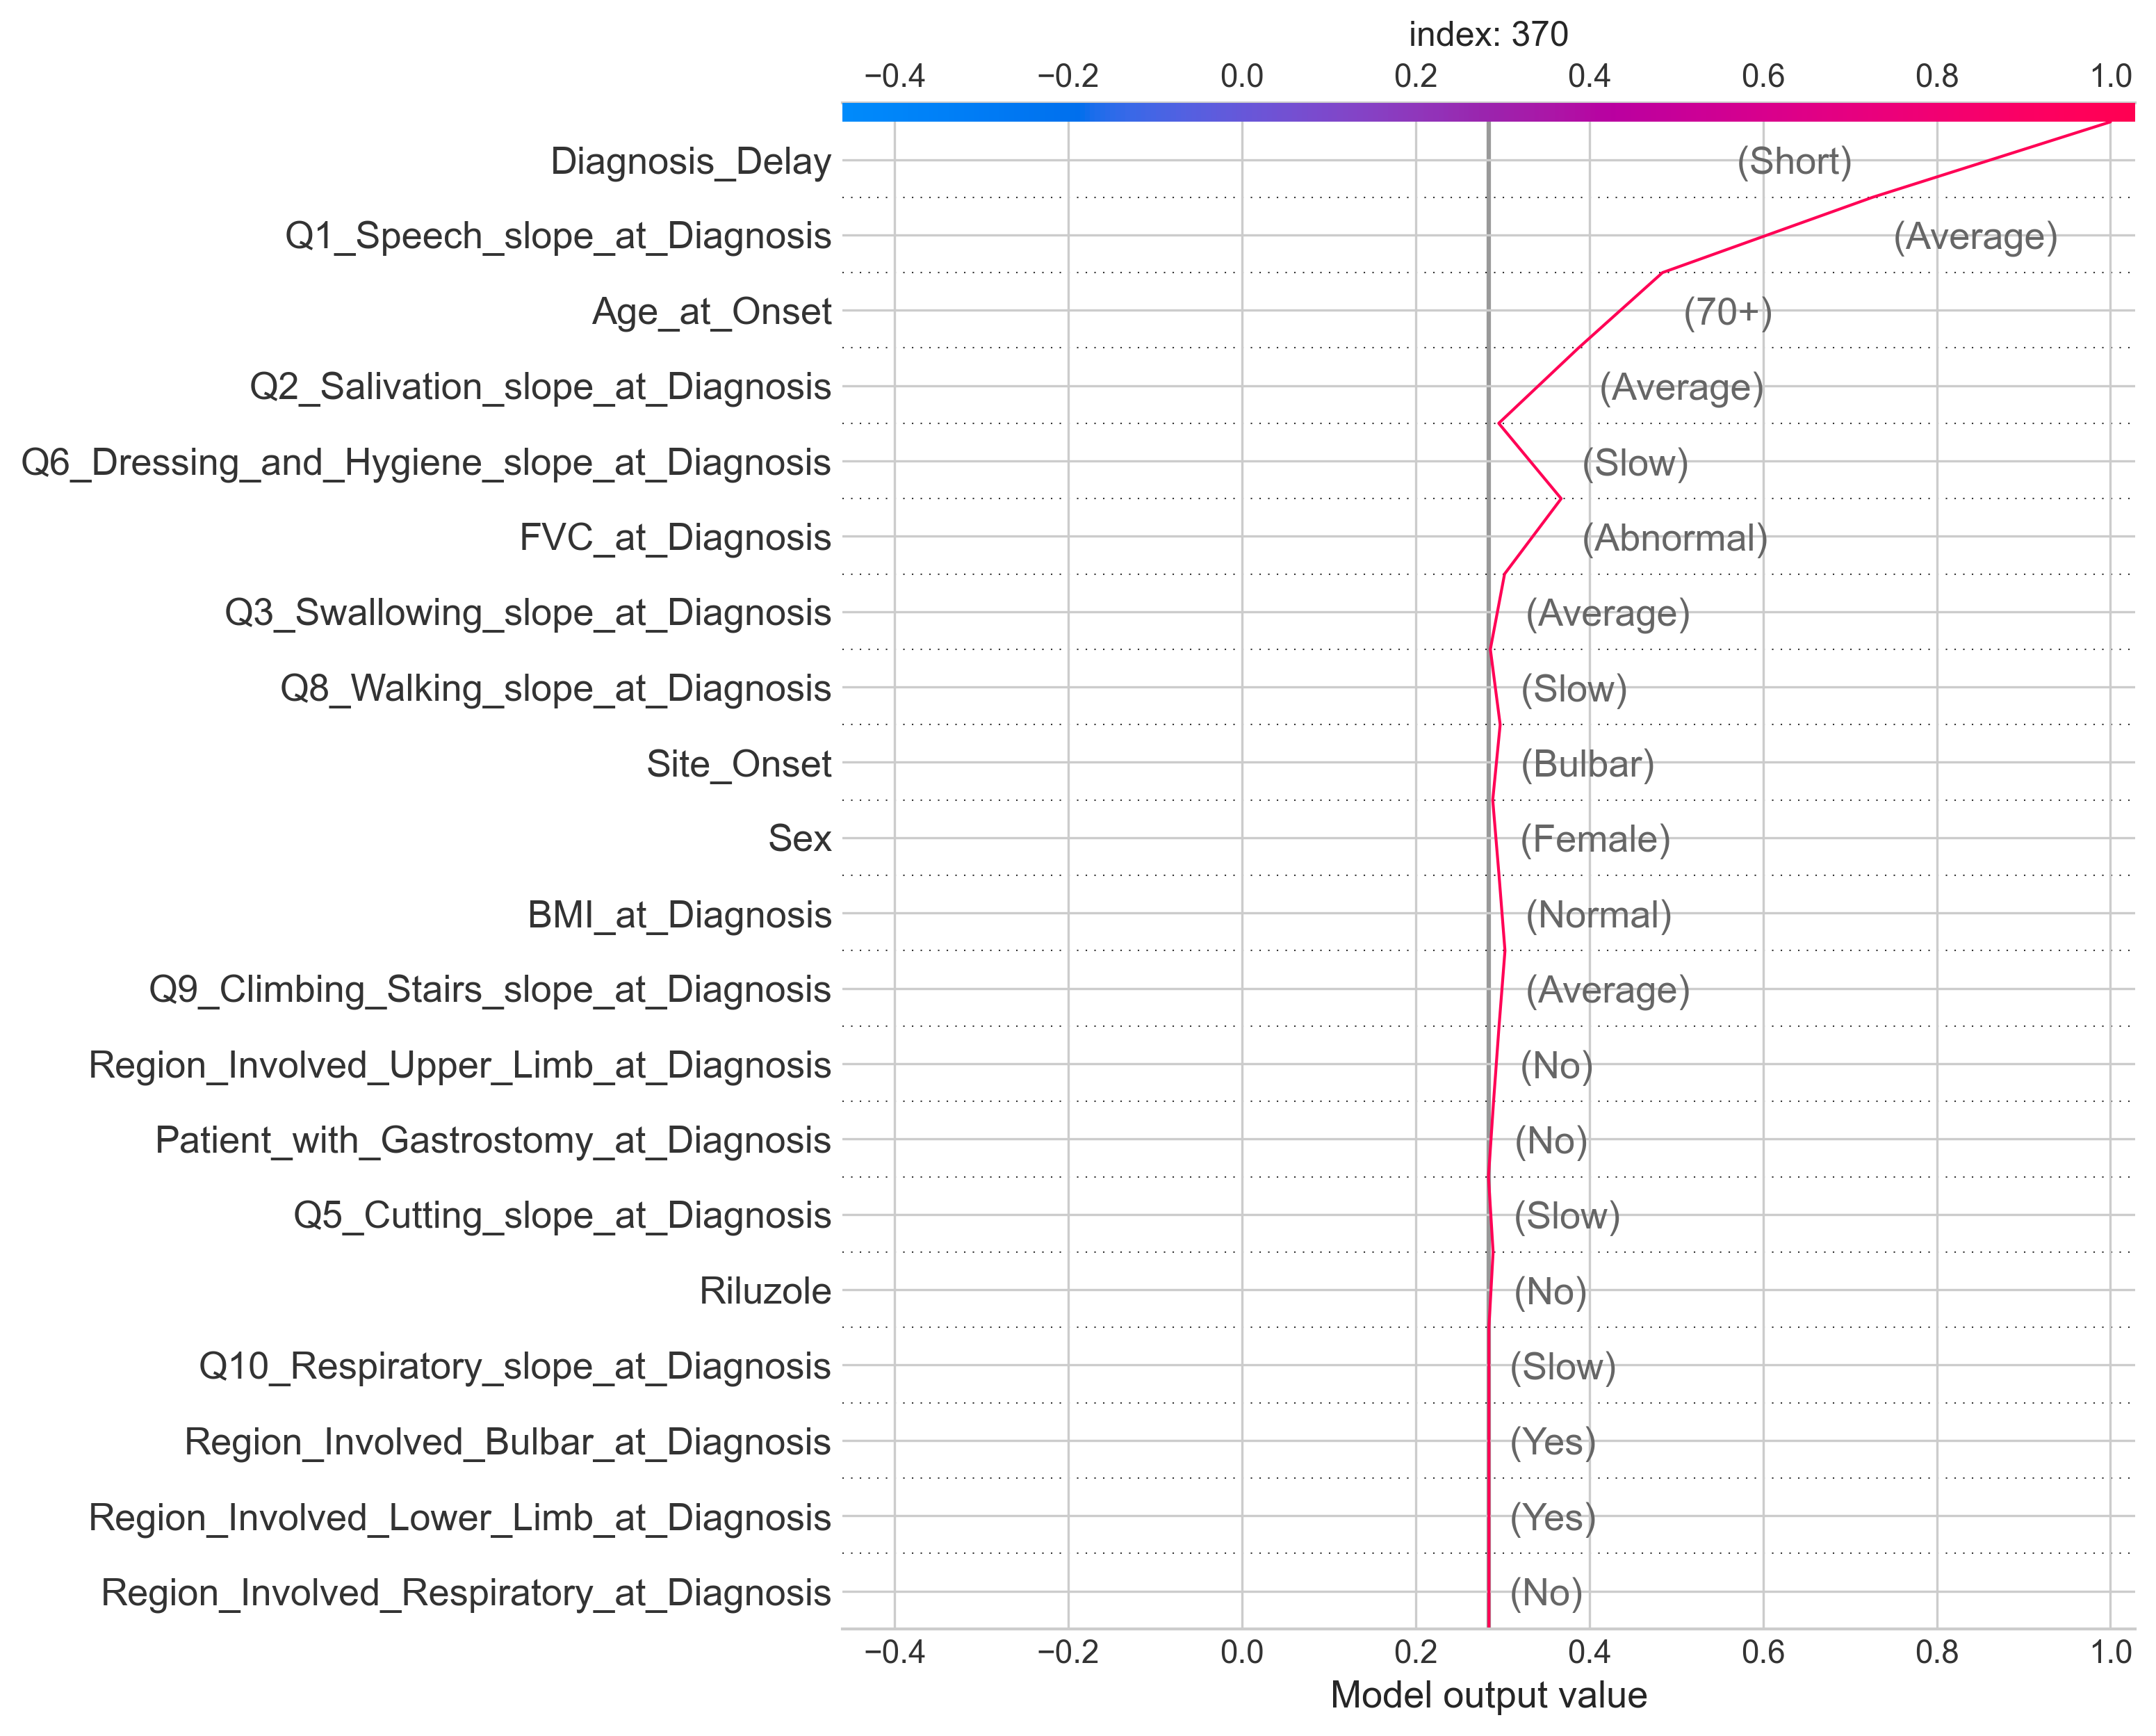 index: 370
−0.4 −0.2 0.0 0.2 0.4 0.6 0.8 1.0
Diagnosis_Delay (Short)
Q1_Speech_slope_at_Diagnosis (Average)
Age_at_Onset (70+)
Q2_Salivation_slope_at_Diagnosis (Average)
Q6_Dressing_and_Hygiene_slope_at_Diagnosis (Slow)
FVC_at_Diagnosis (Abnormal)
Q3_Swallowing_slope_at_Diagnosis (Average)
Q8_Walking_slope_at_Diagnosis (Slow)
Site_Onset (Bulbar)
Sex (Female)
BMI_at_Diagnosis (Normal)
Q9_Climbing_Stairs_slope_at_Diagnosis (Average)
Region_Involved_Upper_Limb_at_Diagnosis (No)
Patient_with_Gastrostomy_at_Diagnosis (No)
Q5_Cutting_slope_at_Diagnosis (Slow)
Riluzole (No)
Q10_Respiratory_slope_at_Diagnosis (Slow)
Region_Involved_Bulbar_at_Diagnosis (Yes)
Region_Involved_Lower_Limb_at_Diagnosis (Yes)
Region_Involved_Respiratory_at_Diagnosis (No)
−0.4 −0.2 0.0 0.2 0.4 0.6 0.8 1.0
Model output value